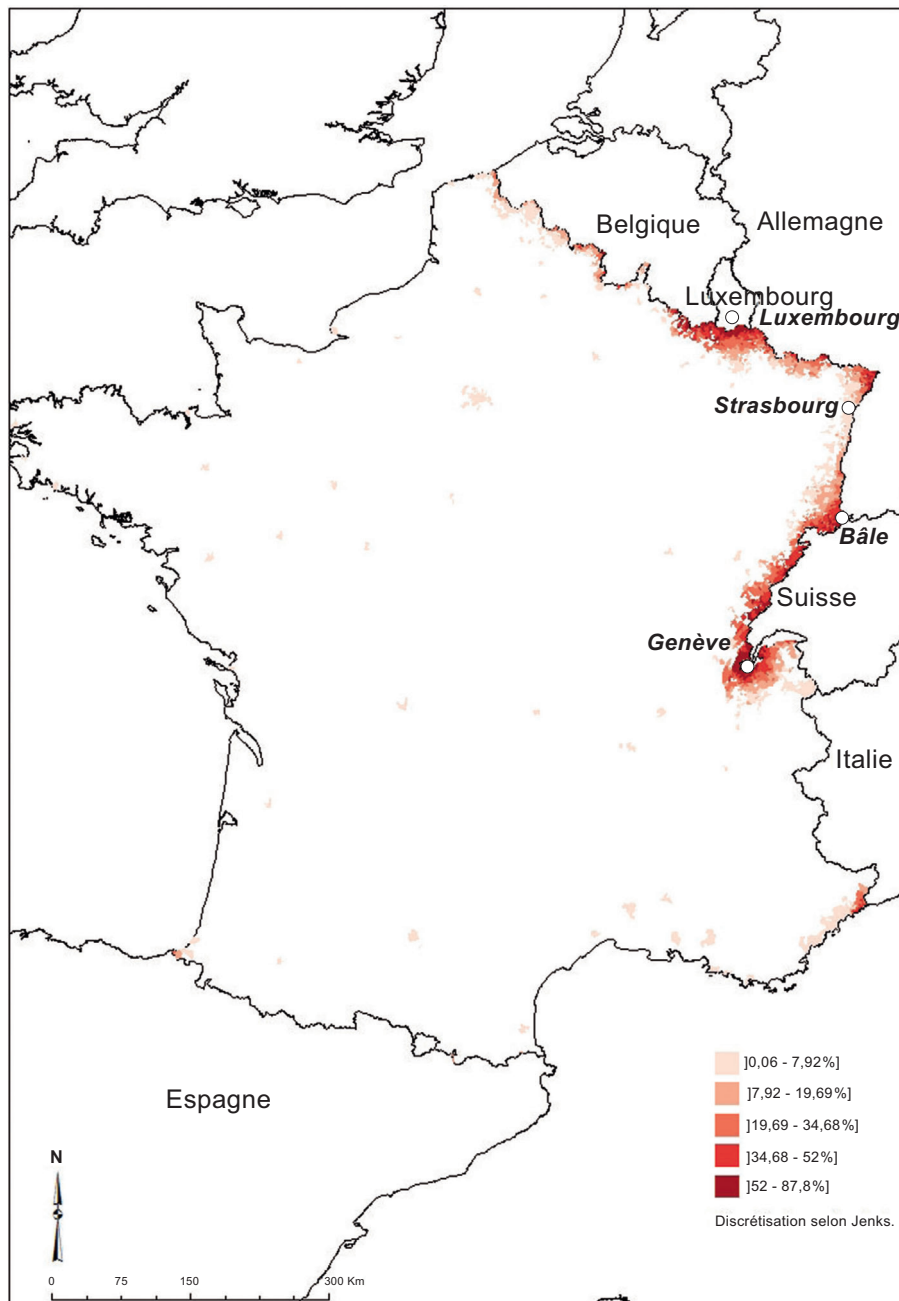 Belgique
Allemagne
Luxembourg
Luxembourg
Strasbourg
Bâle
Suisse
Genève
Italie
Espagne
]0,06 - 7,92%]
]7,92 - 19,69%]
]19,69 - 34,68%]
]34,68 - 52%]
]52 - 87,8%]
Discrétisation selon Jenks.
N
0 75 150 300 Km